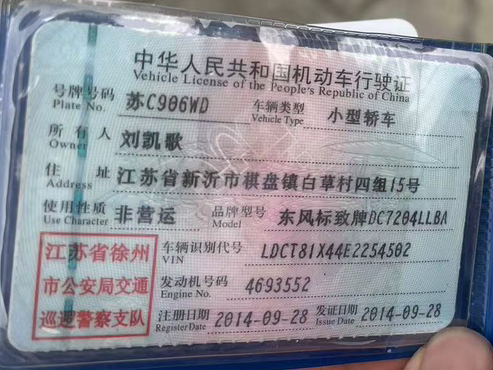 中华人民共和国机动车行驶证
Vehicle License of the People's Republic of China
号牌号码 苏C906WD 车辆类型 小型轿车
Plate No. Vehicle Type
所有人 刘凯歌
Owner
住址 江苏省新沂市棋盘镇白草村四组15号
Address
使用性质 非营运 品牌型号 东风标致牌DC7204LLBA
Use Character Model
江苏省徐州 车辆识别代号 LDCT81X44E2254502
VIN
市公安局交通 发动机号码 4693552
Engine No.
巡逻警察支队 注册日期 2014-09-28 发证日期 2014-09-28
Register Date Issue Date